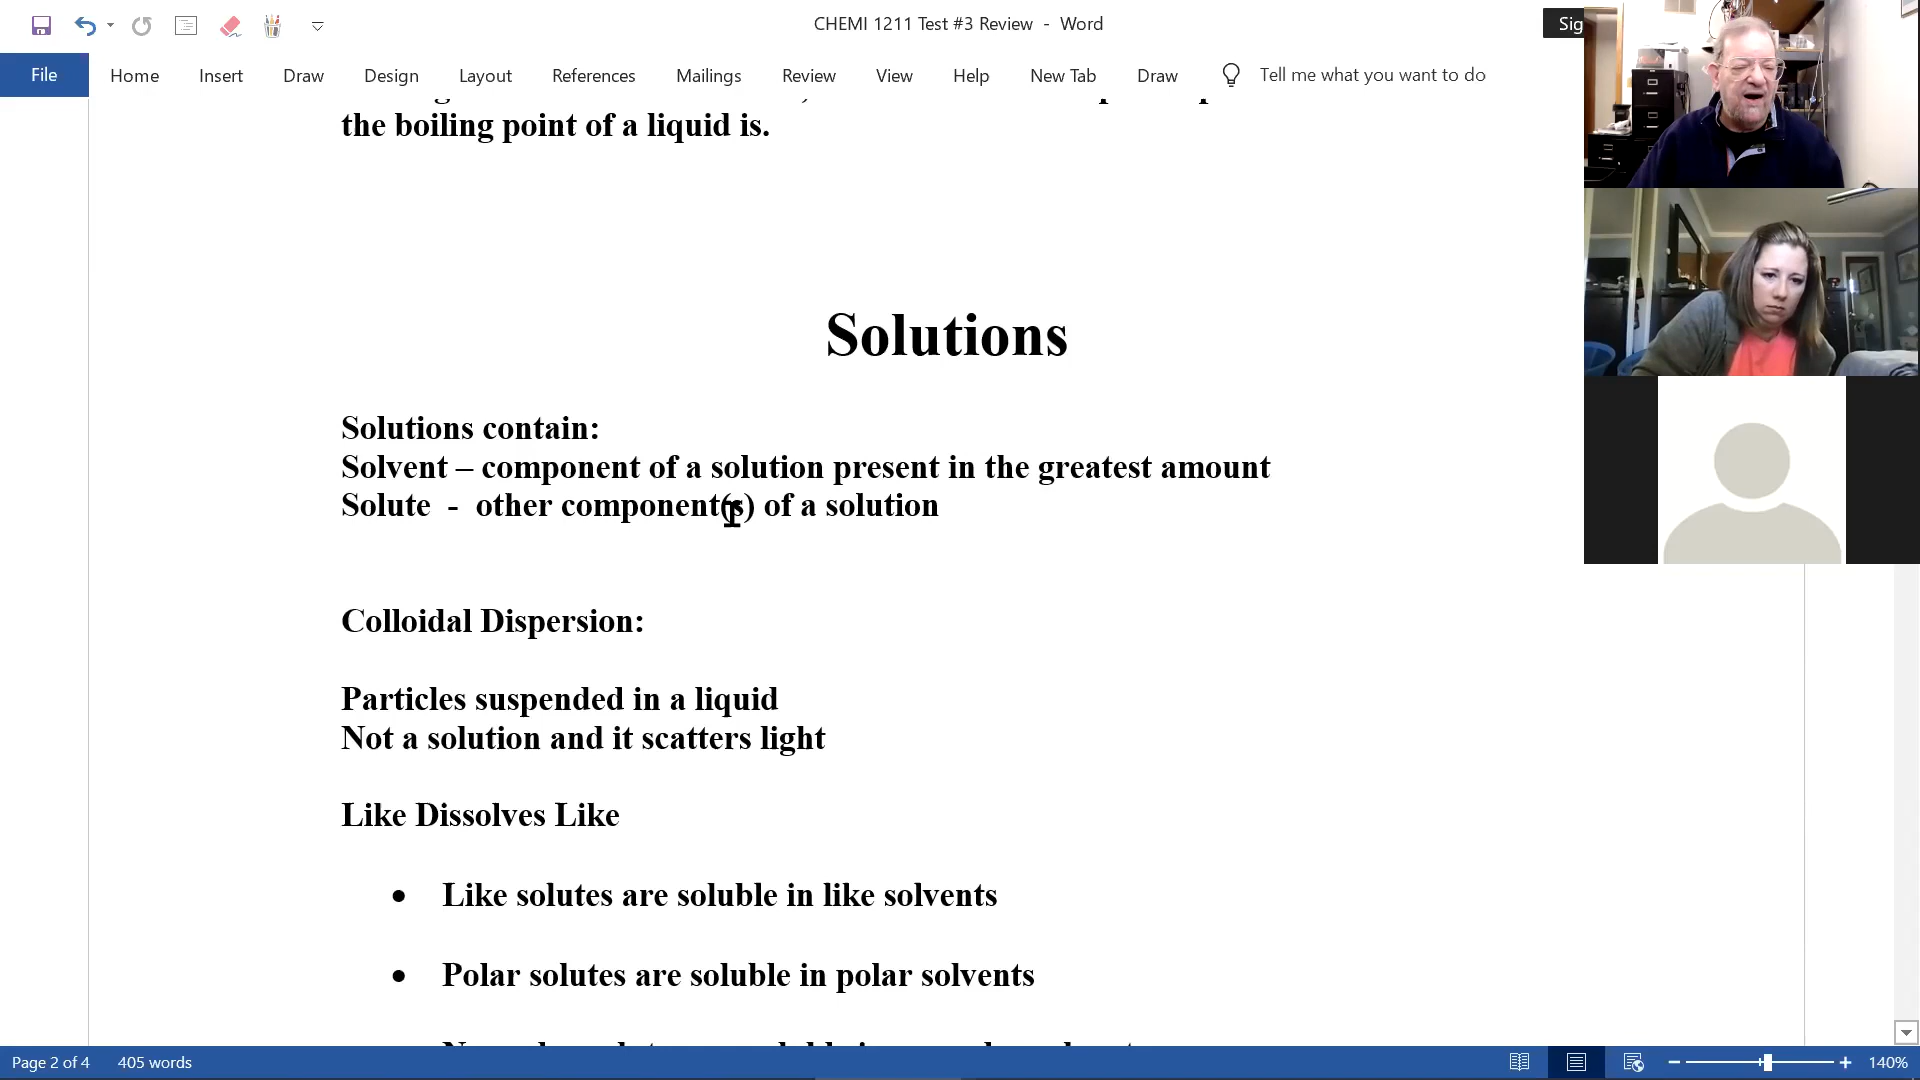 CHEMI 1211 Test #3 Review - Word
Sig
File Home Insert Draw Design Layout References Mailings Review View Help New Tab Draw Tell me what you want to do
the boiling point of a liquid is.
Solutions
Solutions contain:
Solvent – component of a solution present in the greatest amount
Solute - other component(s) of a solution
Colloidal Dispersion:
Particles suspended in a liquid
Not a solution and it scatters light
Like Dissolves Like
• Like solutes are soluble in like solvents
• Polar solutes are soluble in polar solvents
Page 2 of 4 405 words 140%